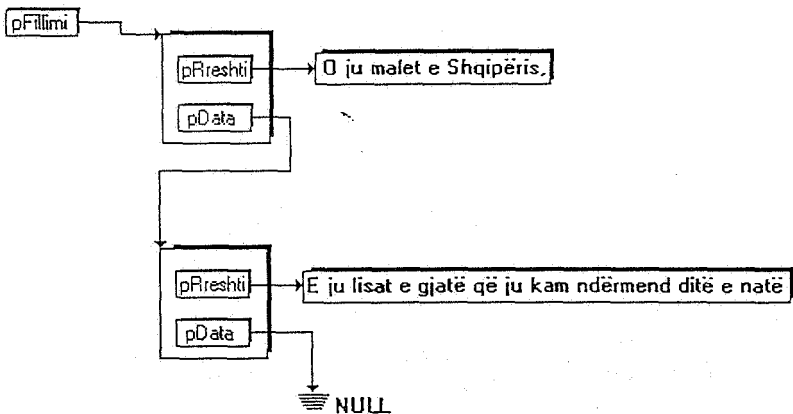 pFillimi
pRreshti
O ju malet e Shqipëris,
pData
pRreshti
E ju lisat e gjatë që ju kam ndërmend ditë e natë
pData
NULL